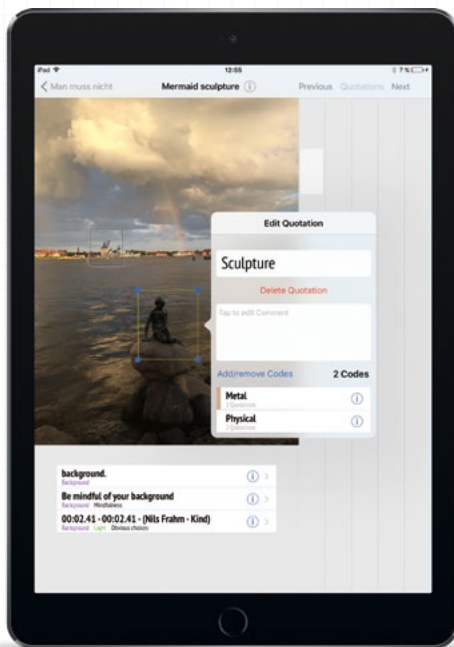 iPad
12:55
7 %
Man muss nicht
Mermaid sculpture
Previous Quotations Next
Edit Quotation
Sculpture
Delete Quotation
Tap to edit Comment
Add/remove Codes 2 Codes
Metal
Physical
background.
Background
Be mindful of your background
Background Mindfulness
00:02.41 - 00:02.41 - (Nils Frahm - Kind)
Background Light Obvious choices